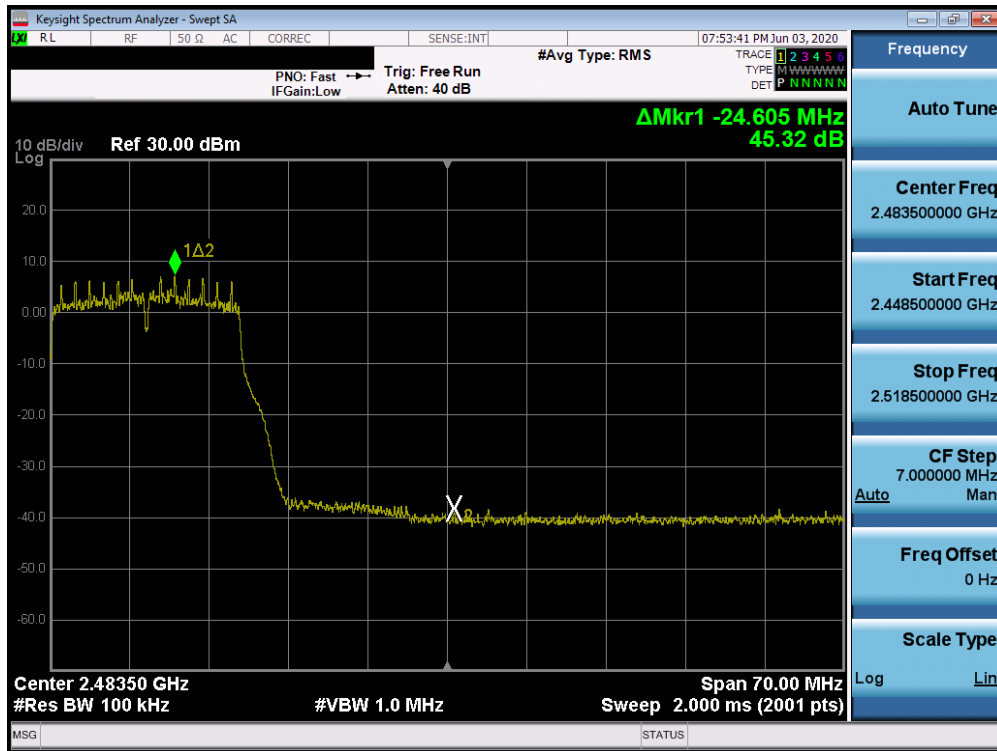 Keysight Spectrum Analyzer - Swept SA
LXI RL RF 50 Ω AC CORREC SENSE:INT 07:53:41 PM Jun 03, 2020
#Avg Type: RMS
TRACE 1 2 3 4 5 6
TYPE M WWWWW
DET P N N N N N
PNO: Fast
IFGain:Low
Trig: Free Run
Atten: 40 dB
ΔMkr1 -24.605 MHz
45.32 dB
10 dB/div Ref 30.00 dBm
Log
20.0
10.0
0.00
-10.0
-20.0
-30.0
-40.0
-50.0
-60.0
1Δ2
X2
Center 2.48350 GHz Span 70.00 MHz
#Res BW 100 kHz #VBW 1.0 MHz Sweep 2.000 ms (2001 pts)
MSG STATUS
Frequency
Auto Tune
Center Freq
2.483500000 GHz
Start Freq
2.448500000 GHz
Stop Freq
2.518500000 GHz
CF Step
7.000000 MHz
Auto Man
Freq Offset
0 Hz
Scale Type
Log Lin